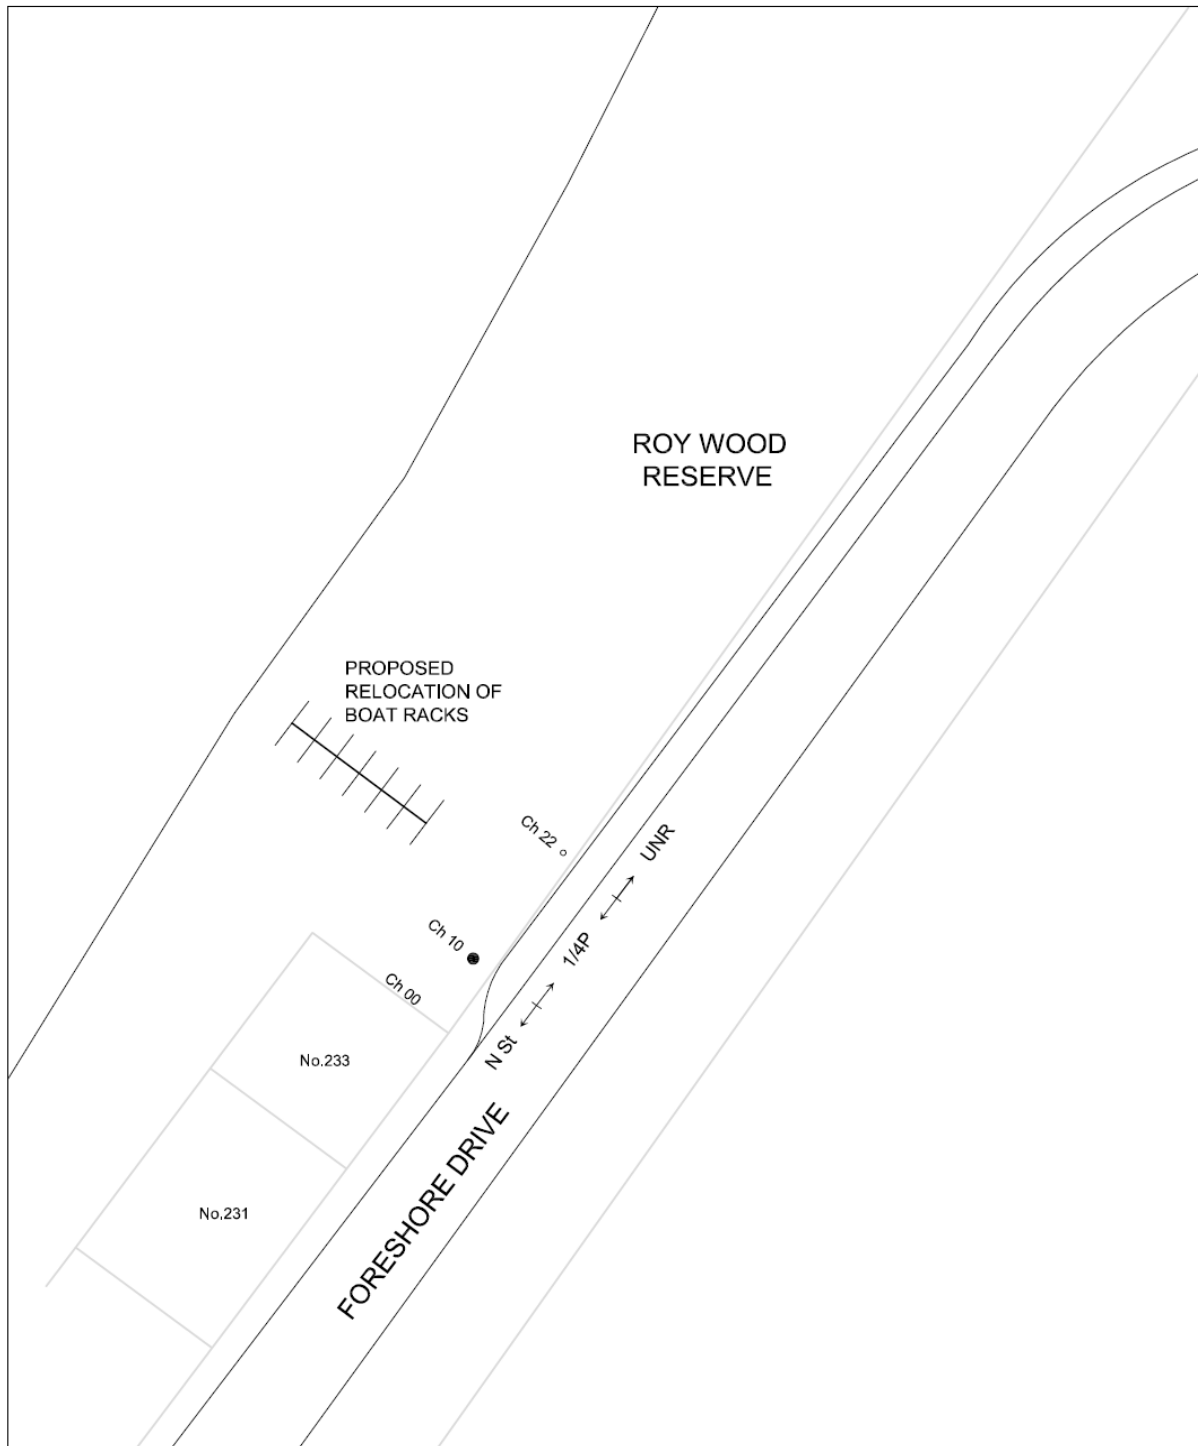 ROY WOOD
RESERVE
PROPOSED
RELOCATION OF
BOAT RACKS
Ch 22
UNR
Ch 10
1/4P
Ch 00
N St
No.233
FORESHORE DRIVE
No.231